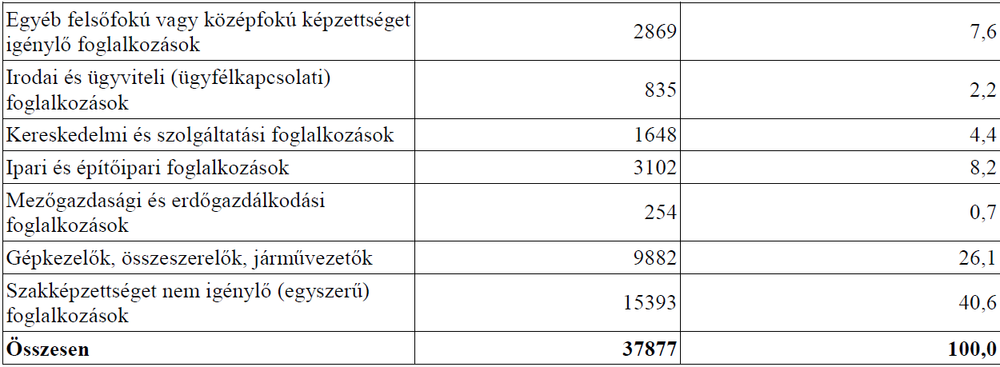 Egyéb felsőfokú vagy középfokú képzettséget
igénylő foglalkozások 2869 7,6
Irodai és ügyviteli (ügyfélkapcsolati)
foglalkozások 835 2,2
Kereskedelmi és szolgáltatási foglalkozások 1648 4,4
Ipari és építőipari foglalkozások 3102 8,2
Mezőgazdasági és erdőgazdálkodási
foglalkozások 254 0,7
Gépkezelők, összeszerelők, járművezetők 9882 26,1
Szakképzettséget nem igénylő (egyszerű)
foglalkozások 15393 40,6
Összesen 37877 100,0